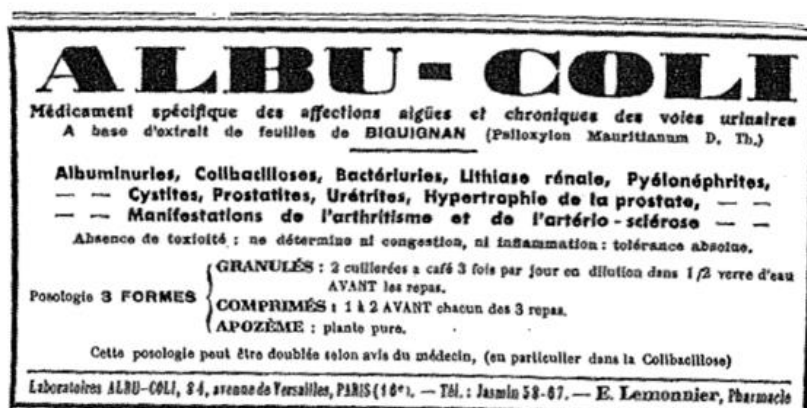 ALBU-COLI
Médicament spécifique des affections aigües et chroniques des voies urinaires
A base d'extrait de feuilles de BIGUIGNAN (Psiloxylon Mauritianum D. Th.)
Albuminuries, Colibacilloses, Bactériuries, Lithiase rénale, Pyélonéphrites,
— — Cystites, Prostatites, Urétrites, Hypertrophie de la prostate, — —
— — Manifestations de l'arthritisme et de l'artério-sclérose — —
Absence de toxicité : ne détermine ni congestion, ni inflammation : tolérance absolue.
Posologie 3 FORMES
GRANULÉS : 2 cuillerées a café 3 fois par jour en dilution dans 1/2 verre d'eau
AVANT les repas.
COMPRIMÉS : 1 à 2 AVANT chacun des 3 repas.
APOZÈME : plante pure.
Cette posologie peut être doublée selon avis du médecin, (en particulier dans la Colibacillose)
Laboratoires ALBU-COLI, 84, avenue de Versailles, PARIS (16e). — Tél. : Jasmin 58-67. — E. Lemonnier, Pharmacie